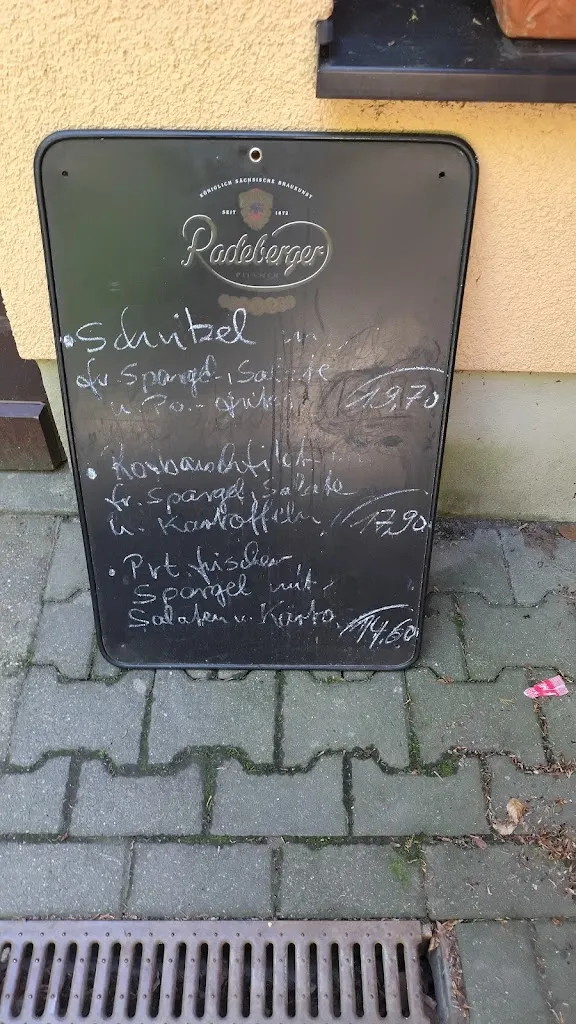 KÖNIGLICH SÄCHSISCHE BRAUKUNST
SEIT 1872
Radeberger
PILSNER
• Schnitzel m.
fr. Spargel, Salate
u. Po.- 19,70
•
fr. Spargel, Salate
u. Kartoffeln 17,90
• Prt. frischer
Spargel mit
Salaten u. Karto. 14,60